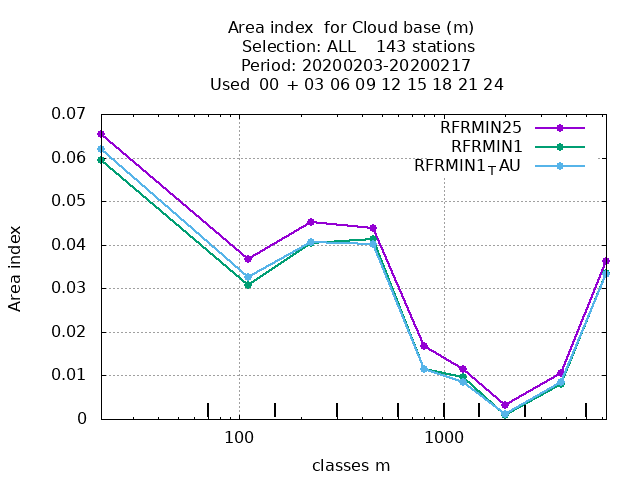 Area index  for Cloud base (m)
Selection: ALL    143 stations
Period: 20200203-20200217
Used  00 + 03 06 09 12 15 18 21 24
0.07
RFRMIN25
RFRMIN1
RFRMIN1TAU
0.06
0.05
0.04
0.03
0.02
0.01
0
Area index
100
1000
classes m